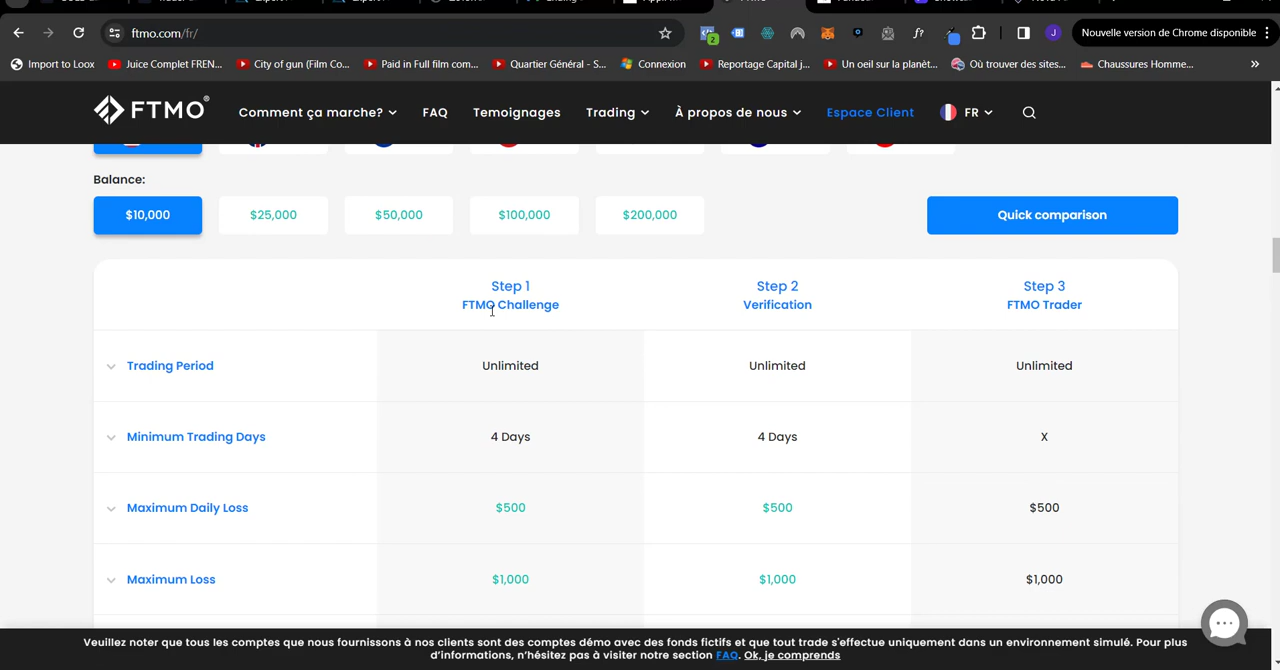 ftmo.com/fr/
2
J
Nouvelle version de Chrome disponible
Import to Loox
Juice Complet FREN...
City of gun (Film Co...
Paid in Full film com...
Quartier Général - S...
Connexion
Reportage Capital j...
Un oeil sur la planèt...
Où trouver des sites...
Chaussures Homme...
FTMO®
Comment ça marche?
FAQ
Temoignages
Trading
À propos de nous
Espace Client
FR
Balance:
$10,000
$25,000
$50,000
$100,000
$200,000
Quick comparison
Step 1
FTMO Challenge
Step 2
Verification
Step 3
FTMO Trader
Trading Period
Unlimited
Unlimited
Unlimited
Minimum Trading Days
4 Days
4 Days
X
Maximum Daily Loss
$500
$500
$500
Maximum Loss
$1,000
$1,000
$1,000
Veuillez noter que tous les comptes que nous fournissons à nos clients sont des comptes démo avec des fonds fictifs et que tout trade s'effectue uniquement dans un environnement simulé. Pour plus
d'informations, n'hésitez pas à visiter notre section FAQ. Ok, je comprends